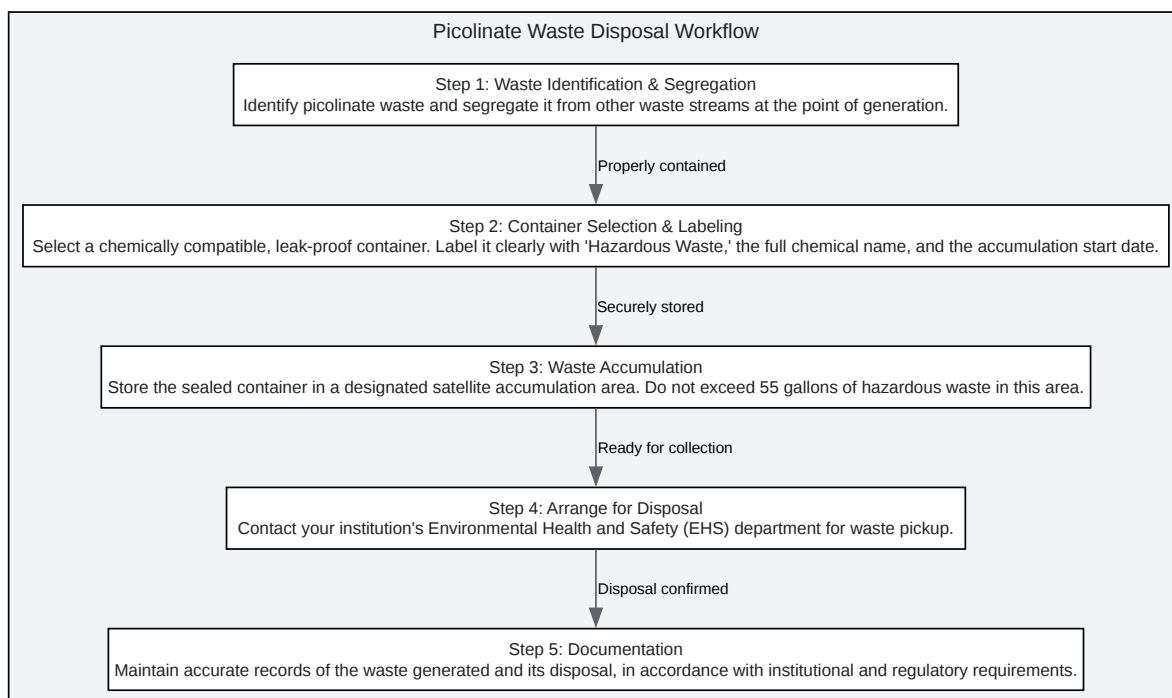 Picolinate Waste Disposal Workflow
Step 1: Waste Identification & Segregation
Identify picolinate waste and segregate it from other waste streams at the point of generation.
Properly contained
Step 2: Container Selection & Labeling
Select a chemically compatible, leak-proof container. Label it clearly with 'Hazardous Waste,' the full chemical name, and the accumulation start date.
Securely stored
Step 3: Waste Accumulation
Store the sealed container in a designated satellite accumulation area. Do not exceed 55 gallons of hazardous waste in this area.
Ready for collection
Step 4: Arrange for Disposal
Contact your institution's Environmental Health and Safety (EHS) department for waste pickup.
Disposal confirmed
Step 5: Documentation
Maintain accurate records of the waste generated and its disposal, in accordance with institutional and regulatory requirements.